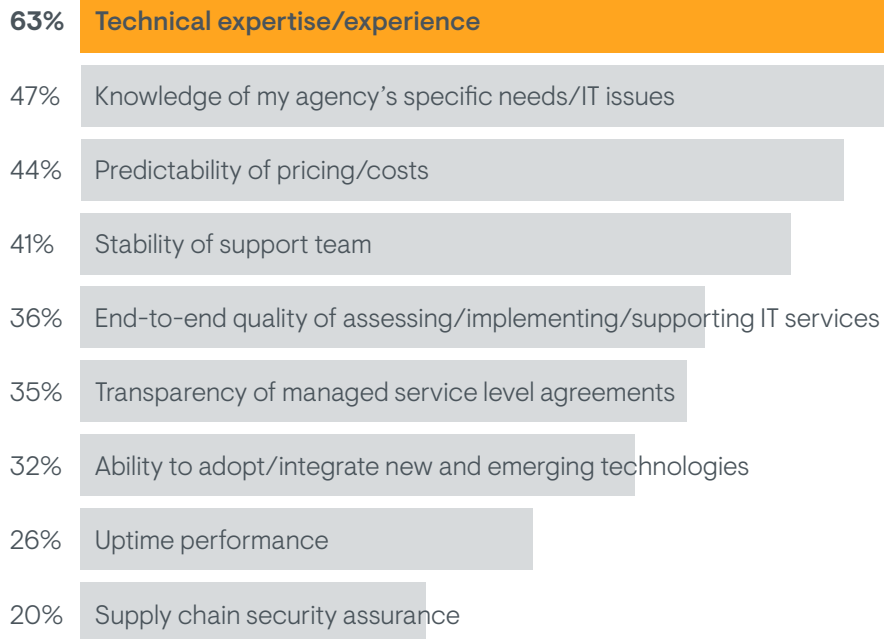 63% Technical expertise/experience
47% Knowledge of my agency’s specific needs/IT issues
44% Predictability of pricing/costs
41% Stability of support team
36% End-to-end quality of assessing/implementing/supporting IT services
35% Transparency of managed service level agreements
32% Ability to adopt/integrate new and emerging technologies
26% Uptime performance
20% Supply chain security assurance